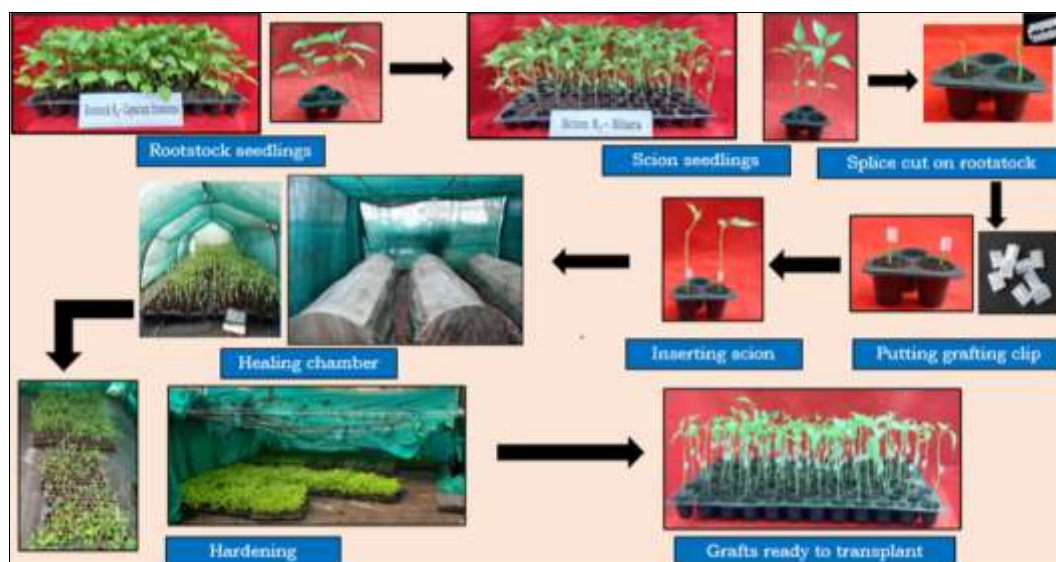 Rootstock seedlings
Scion seedlings
Splice cut on rootstock
Healing chamber
Inserting scion
Putting grafting clip
Hardening
Grafts ready to transplant